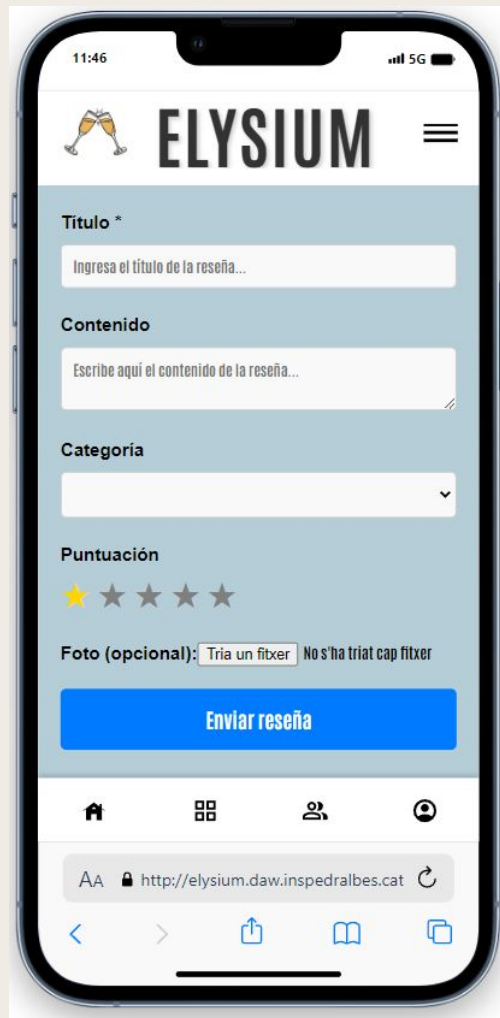 11:46
5G
ELYSIUM
Título *
Ingresa el título de la reseña...
Contenido
Escribe aquí el contenido de la reseña...
Categoría
Puntuación
Foto (opcional): Tria un fitxer No s'ha triat cap fitxer
Enviar reseña
AA http://elysium.daw.inspedralbes.cat